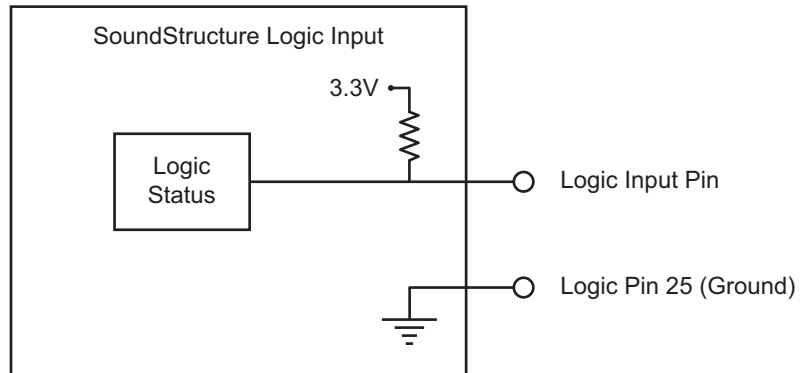 SoundStructure Logic Input
3.3V
Logic
Status
Logic Input Pin
Logic Pin 25 (Ground)